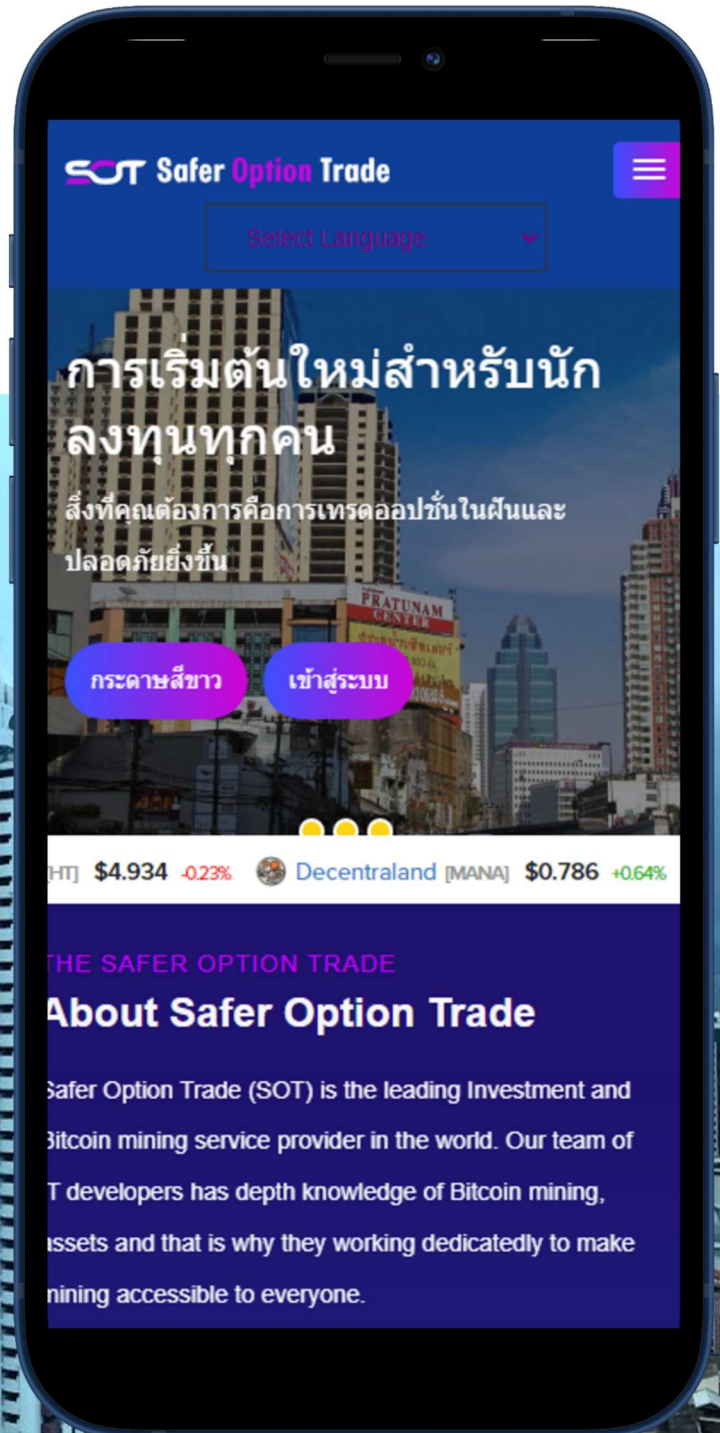 SOT Safer Option Trade
Select Language
การเริ่มต้นใหม่สำหรับนัก
ลงทุนทุกคน
สิ่งที่คุณต้องการคือการเทรดออปชั่นในฝันและ
ปลอดภัยยิ่งขึ้น
PRATUNAM
CENTER
กระดาษสีขาว เข้าสู่ระบบ
[HT] $4.934 -0.23% Decentraland [MANA] $0.786 +0.64%
THE SAFER OPTION TRADE
About Safer Option Trade
Safer Option Trade (SOT) is the leading Investment and
Bitcoin mining service provider in the world. Our team of
IT developers has depth knowledge of Bitcoin mining,
assets and that is why they working dedicatedly to make
mining accessible to everyone.